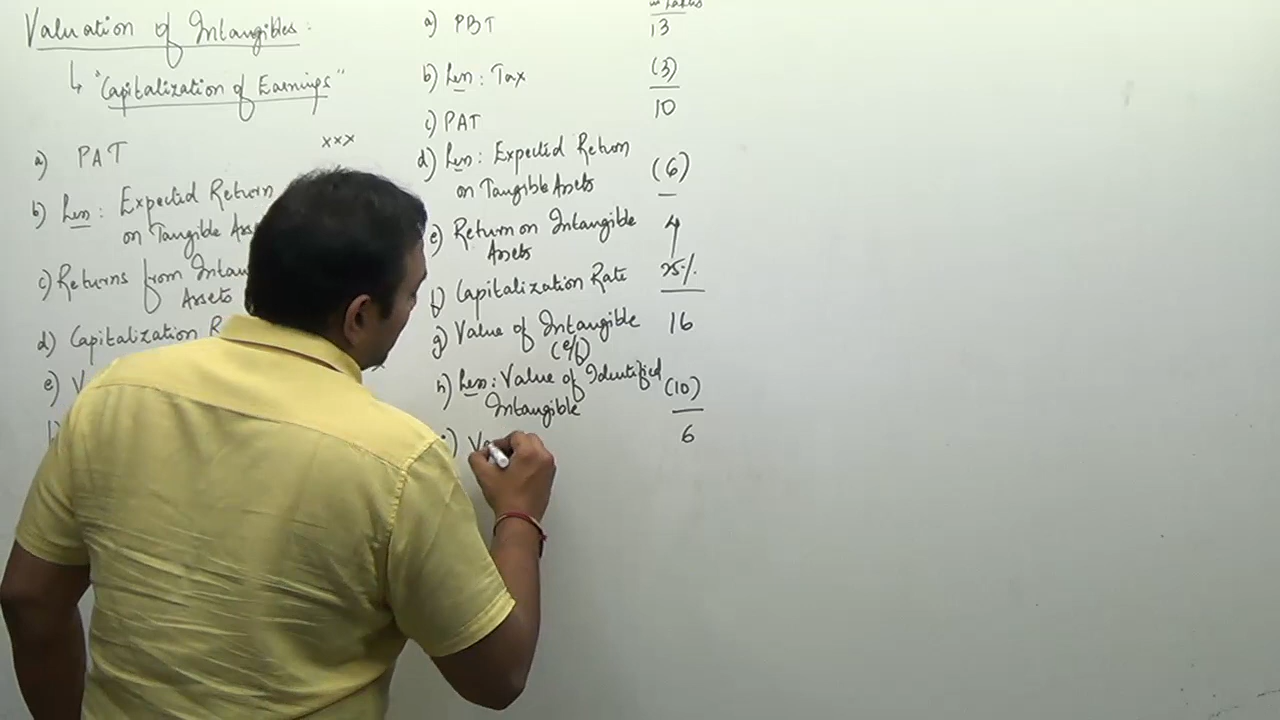 Valuation of Intangibles:
↳ "Capitalization of Earnings"
a) PAT xxx
b) Less: Expected Return
on Tangible
c) Returns from
Assets
d) Capitalization
e)
in Lakhs
a) PBT 13
b) Less: Tax (3)
c) PAT 10
d) Less: Expected Return
on Tangible Assets (6)
e) Return on Intangible 4
Assets
f) Capitalization Rate 25%
g) Value of Intangible 16
(e/f)
h) Less: Value of Identified (10)
Intangible
i) 6